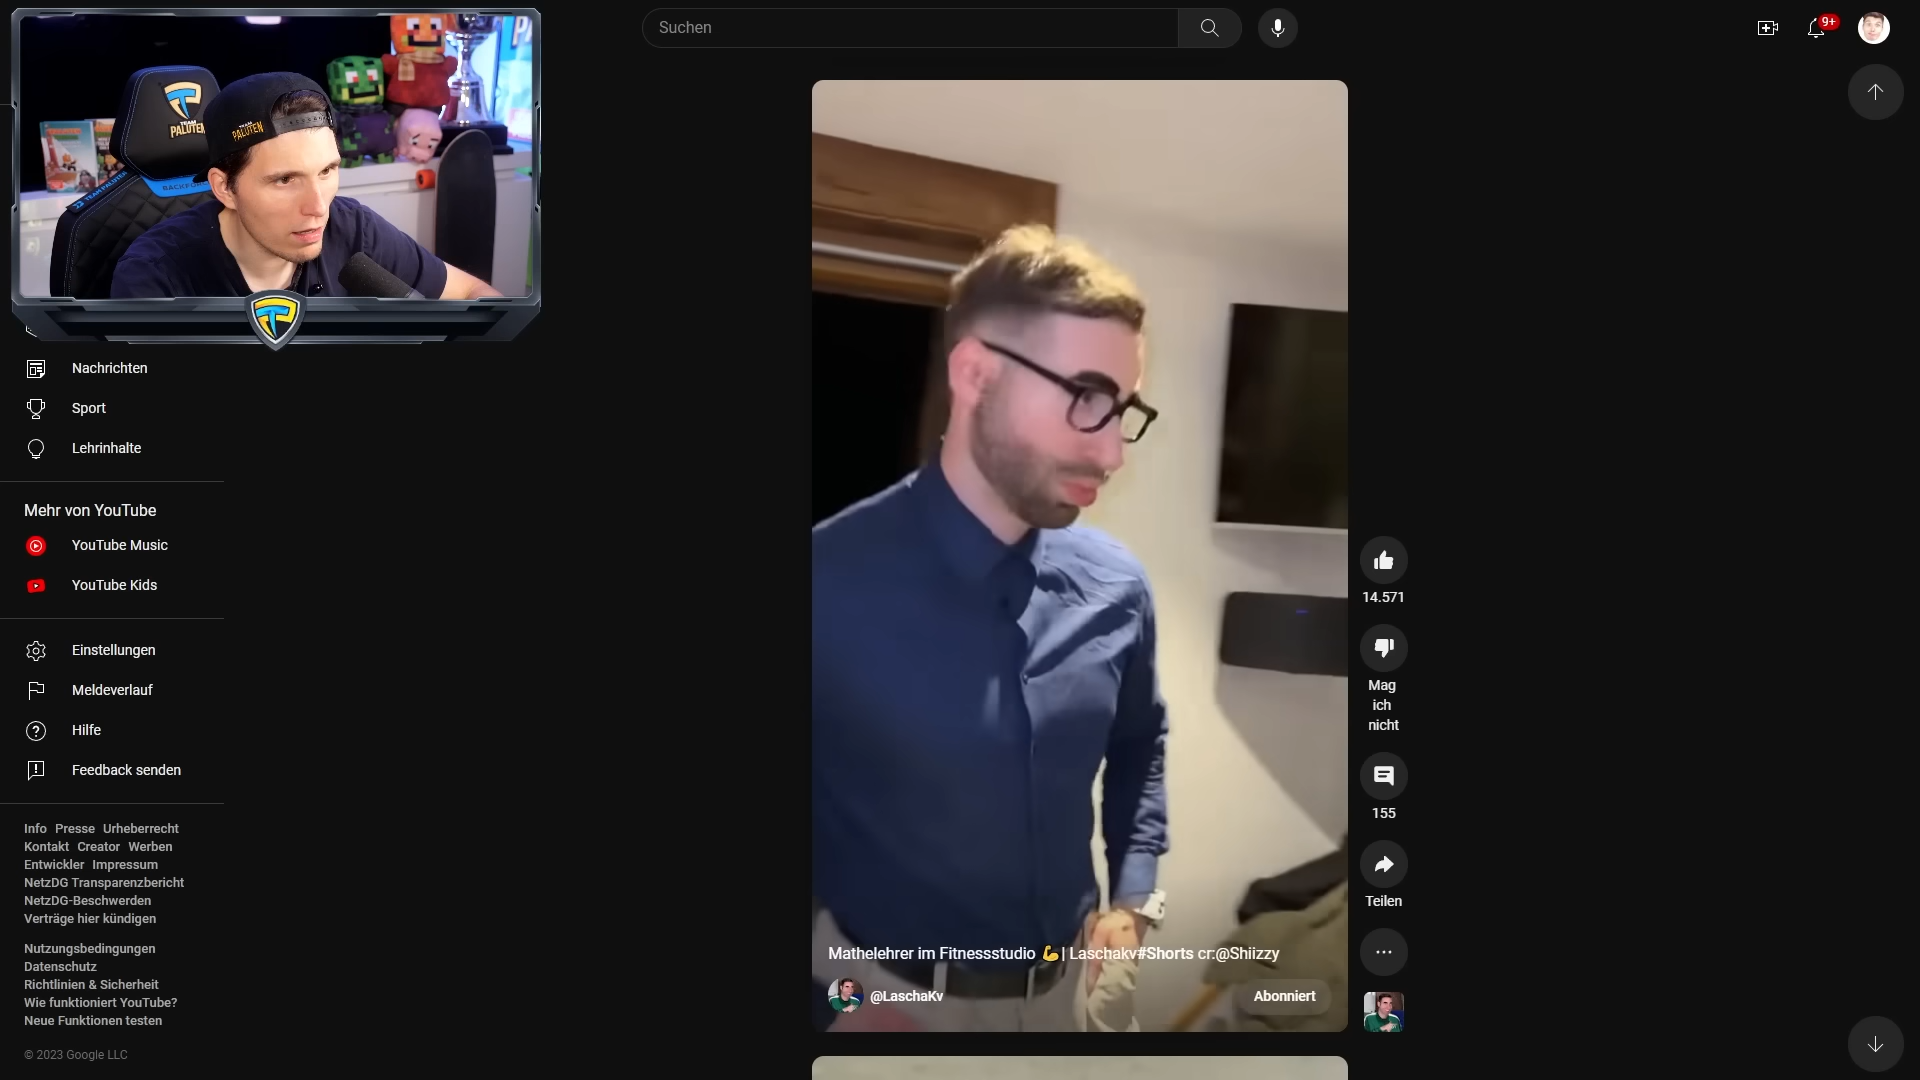 Suchen
9+
TEAM
PALUTEN
TEAM
PALUTEN
Nachrichten
Sport
Lehrinhalte
Mehr von YouTube
YouTube Music
YouTube Kids
Einstellungen
Meldeverlauf
Hilfe
Feedback senden
Info Presse Urheberrecht
Kontakt Creator Werben
Entwickler Impressum
NetzDG Transparenzbericht
NetzDG-Beschwerden
Verträge hier kündigen
Nutzungsbedingungen
Datenschutz
Richtlinien & Sicherheit
Wie funktioniert YouTube?
Neue Funktionen testen
© 2023 Google LLC
Mathelehrer im Fitnessstudio 💪| Laschakv#Shorts cr:@Shiizzy
@LaschaKv
Abonniert
14.571
Mag
ich
nicht
155
Teilen